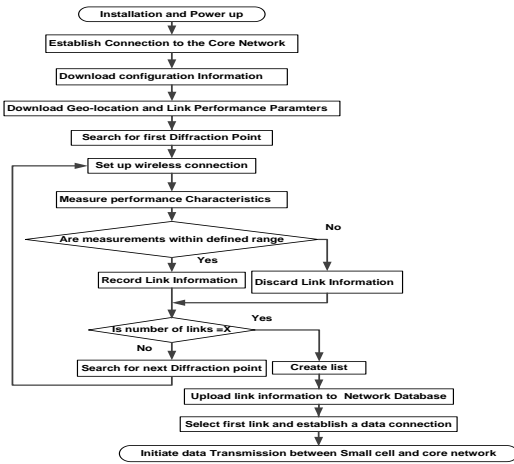 Installation and Power up
Establish Connection to the Core Network
Download configuration Information
Download Geo-location and Link Performance Paramters
Search for first Diffraction Point
Set up wireless connection
Measure performance Characteristics
Are measurements within defined range
No
Yes
Record Link Information
Discard Link Information
Is number of links =X
Yes
No
Search for next Diffraction point
Create list
Upload link information to Network Database
Select first link and establish a data connection
Initiate data Transmission between Small cell and core network